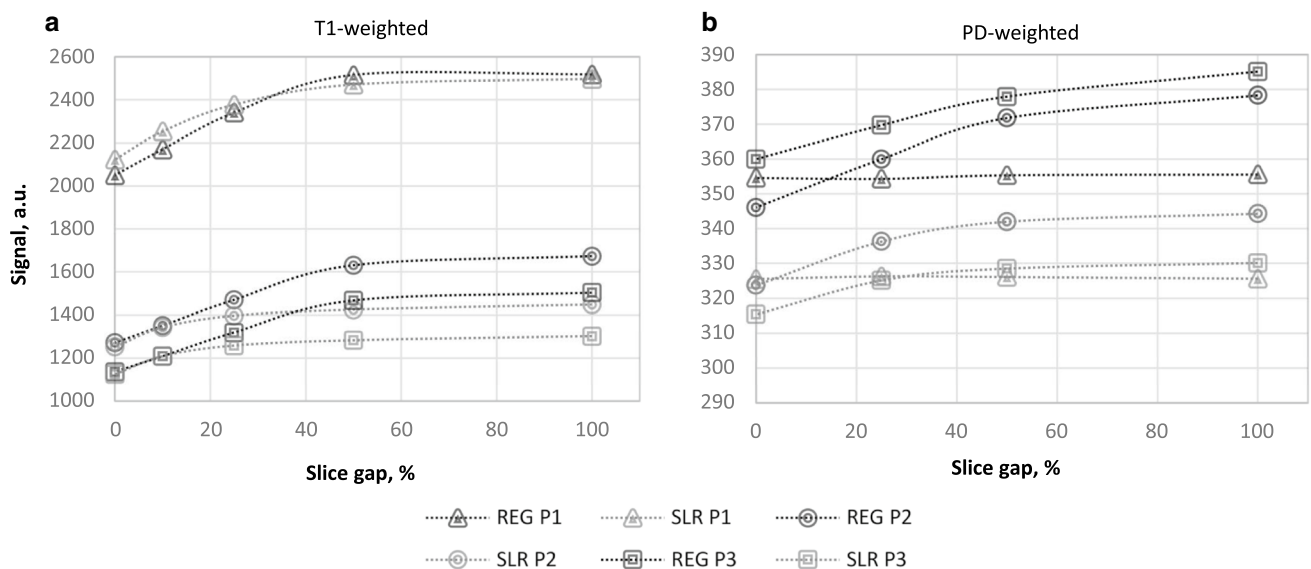 a
T1-weighted
2600
2400
2200
2000
1800
1600
1400
1200
1000
Signal, a.u.
0 20 40 60 80 100
Slice gap, %
b
PD-weighted
390
380
370
360
350
340
330
320
310
300
290
0 20 40 60 80 100
Slice gap, %
REG P1 SLR P1 REG P2
SLR P2 REG P3 SLR P3